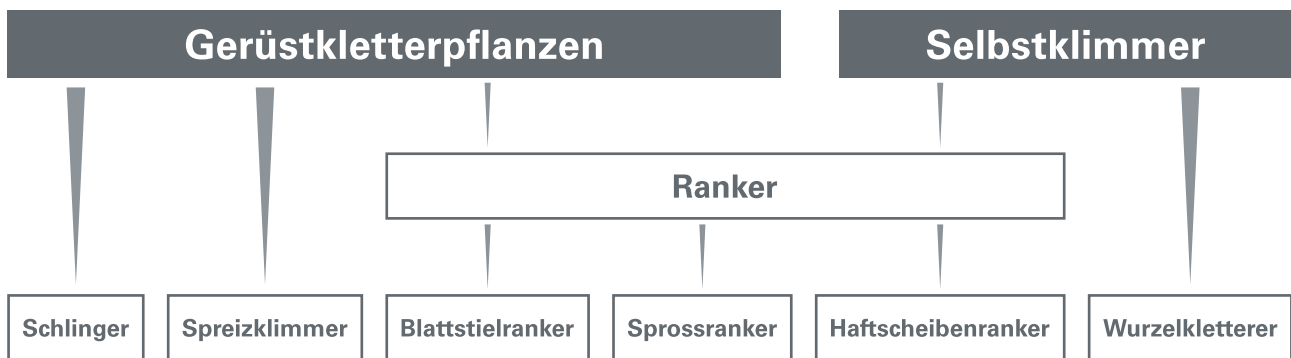 Gerüstkletterpflanzen
Selbstklimmer
Ranker
Schlinger
Spreizklimmer
Blattstielranker
Sprossranker
Haftscheibenranker
Wurzelkletterer